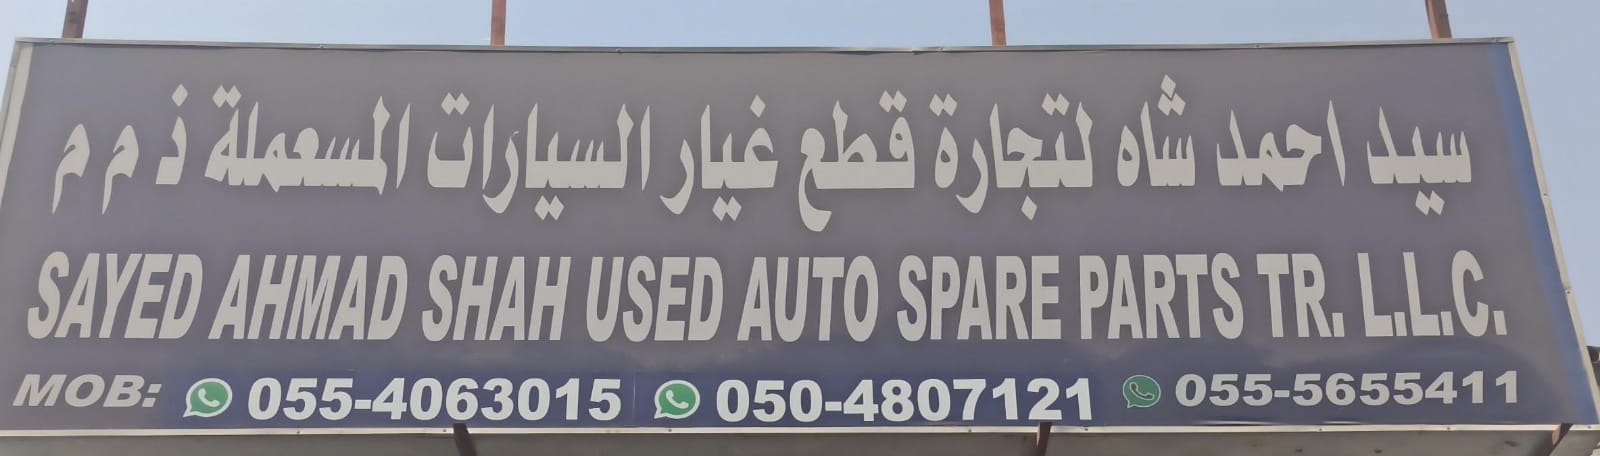 سيد احمد شاه لتجارة قطع غيار السيارات المسعملة ذ م م
SAYED AHMAD SHAH USED AUTO SPARE PARTS TR. L.L.C.
MOB: 055-4063015 050-4807121 055-5655411